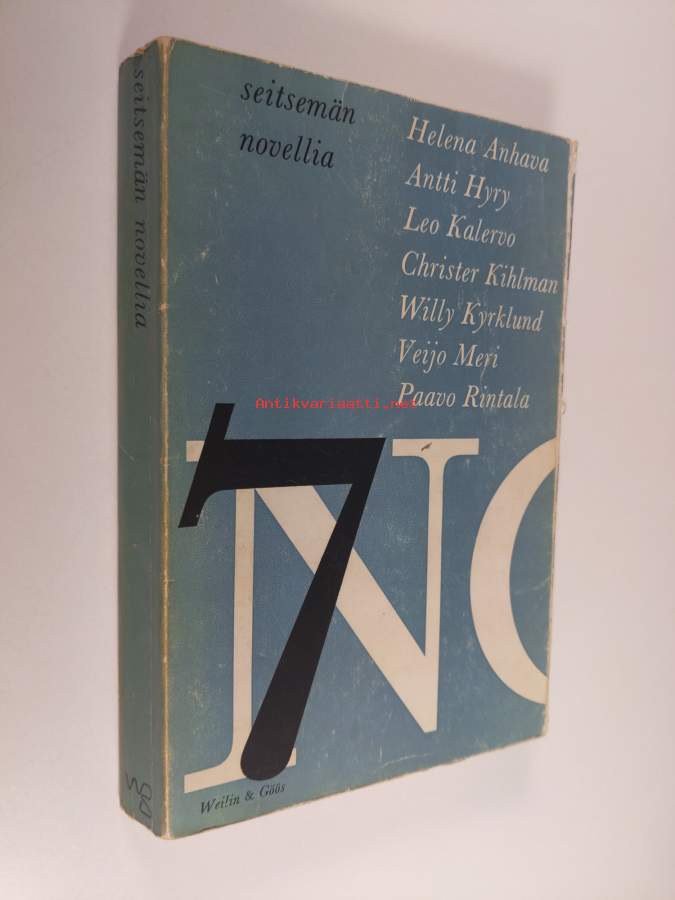 seitsemän novellia
seitsemän
novellia
Helena Anhava
Antti Hyry
Leo Kalervo
Christer Kihlman
Willy Kyrklund
Veijo Meri
Paavo Rintala
Antikvariaatti.net
7
NO
Weilin & Göös